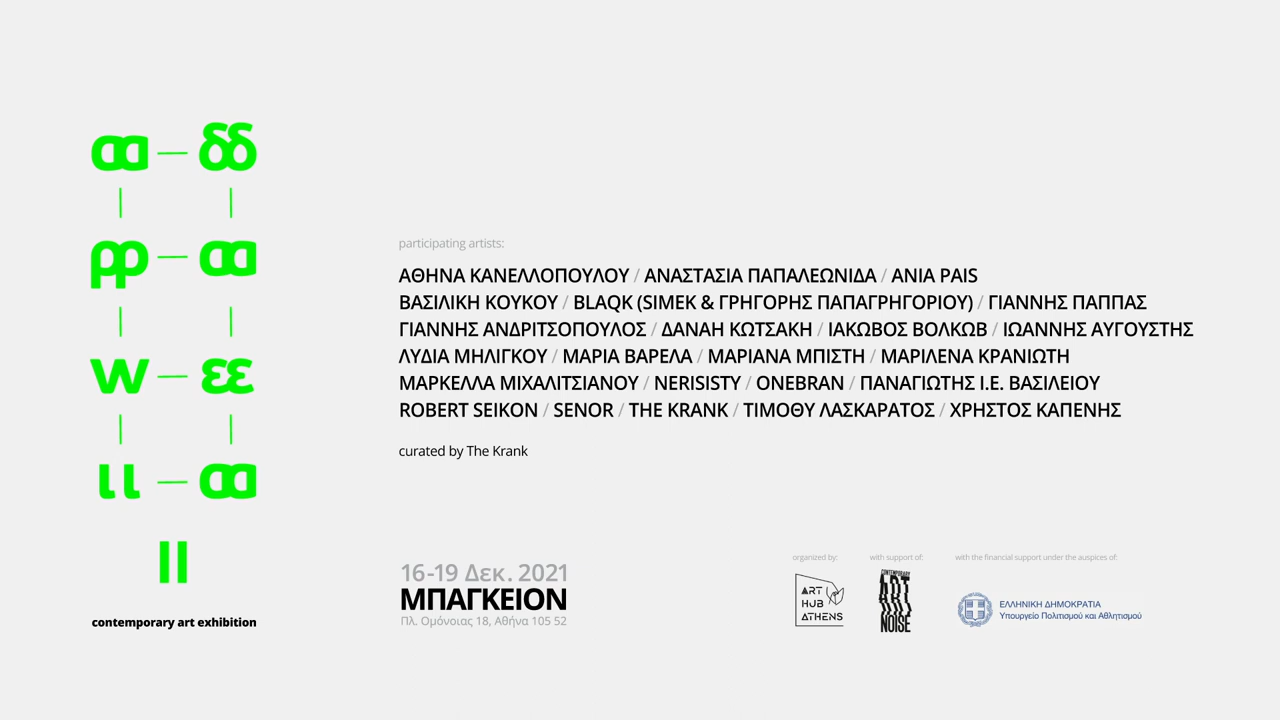 αα — δδ
ρρ — αα
w — εε
ιι — αα
II
contemporary art exhibition
participating artists:
ΑΘΗΝΑ ΚΑΝΕΛΛΟΠΟΥΛΟΥ / ΑΝΑΣΤΑΣΙΑ ΠΑΠΑΛΕΩΝΙΔΑ / ANIA PAIS
ΒΑΣΙΛΙΚΗ ΚΟΥΚΟΥ / BLAQK (SIMEK & ΓΡΗΓΟΡΗΣ ΠΑΠΑΓΡΗΓΟΡΙΟΥ) / ΓΙΑΝΝΗΣ ΠΑΠΠΑΣ
ΓΙΑΝΝΗΣ ΑΝΔΡΙΤΣΟΠΟΥΛΟΣ / ΔΑΝΑΗ ΚΩΤΣΑΚΗ / ΙΑΚΩΒΟΣ ΒΟΛΚΩΒ / ΙΩΑΝΝΗΣ ΑΥΓΟΥΣΤΗΣ
ΛΥΔΙΑ ΜΗΛΙΓΚΟΥ / ΜΑΡΙΑ ΒΑΡΕΛΑ / ΜΑΡΙΑΝΑ ΜΠΙΣΤΗ / ΜΑΡΙΛΕΝΑ ΚΡΑΝΙΩΤΗ
ΜΑΡΚΕΛΛΑ ΜΙΧΑΛΙΤΣΙΑΝΟΥ / NERISISTY / ONEBRAN / ΠΑΝΑΓΙΩΤΗΣ Ι.Ε. ΒΑΣΙΛΕΙΟΥ
ROBERT SEIKON / SENOR / THE KRANK / ΤΙΜΟΘΥ ΛΑΣΚΑΡΑΤΟΣ / ΧΡΗΣΤΟΣ ΚΑΠΕΝΗΣ
curated by The Krank
16-19 Δεκ. 2021
ΜΠΑΓΚΕΙΟΝ
Πλ. Ομόνοιας 18, Αθήνα 105 52
organized by:
ART
HUB
ATHENS
with support of:
CONTEMPORARY
ART
NOISE
with the financial support under the auspices of:
ΕΛΛΗΝΙΚΗ ΔΗΜΟΚΡΑΤΙΑ
Υπουργείο Πολιτισμού και Αθλητισμού